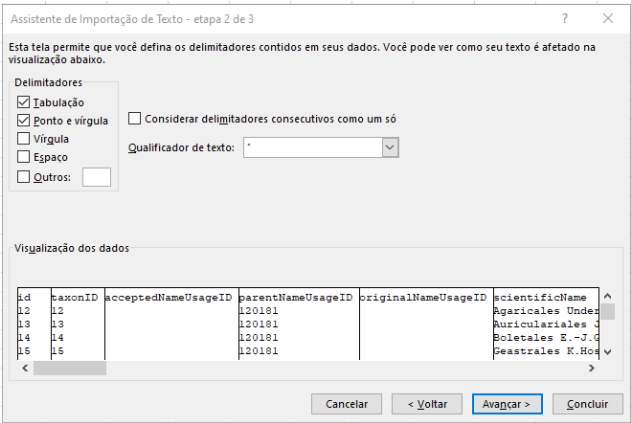 Assistente de Importação de Texto - etapa 2 de 3
Esta tela permite que você defina os delimitadores contidos em seus dados. Você pode ver como seu texto é afetado na
visualização abaixo.
Delimitadores
Tabulação
Ponto e vírgula
Vírgula
Espaço
Outros:
Considerar delimitadores consecutivos como um só
Qualificador de texto: "
Visualização dos dados
id taxonID acceptedNameUsageID parentNameUsageID originalNameUsageID scientificName
12 12 120181 Agaricales Under
13 13 120181 Auriculariales J
14 14 120181 Boletales E.-J.G
15 15 120181 Geastrales K.Hos
Cancelar < Voltar Avançar > Concluir